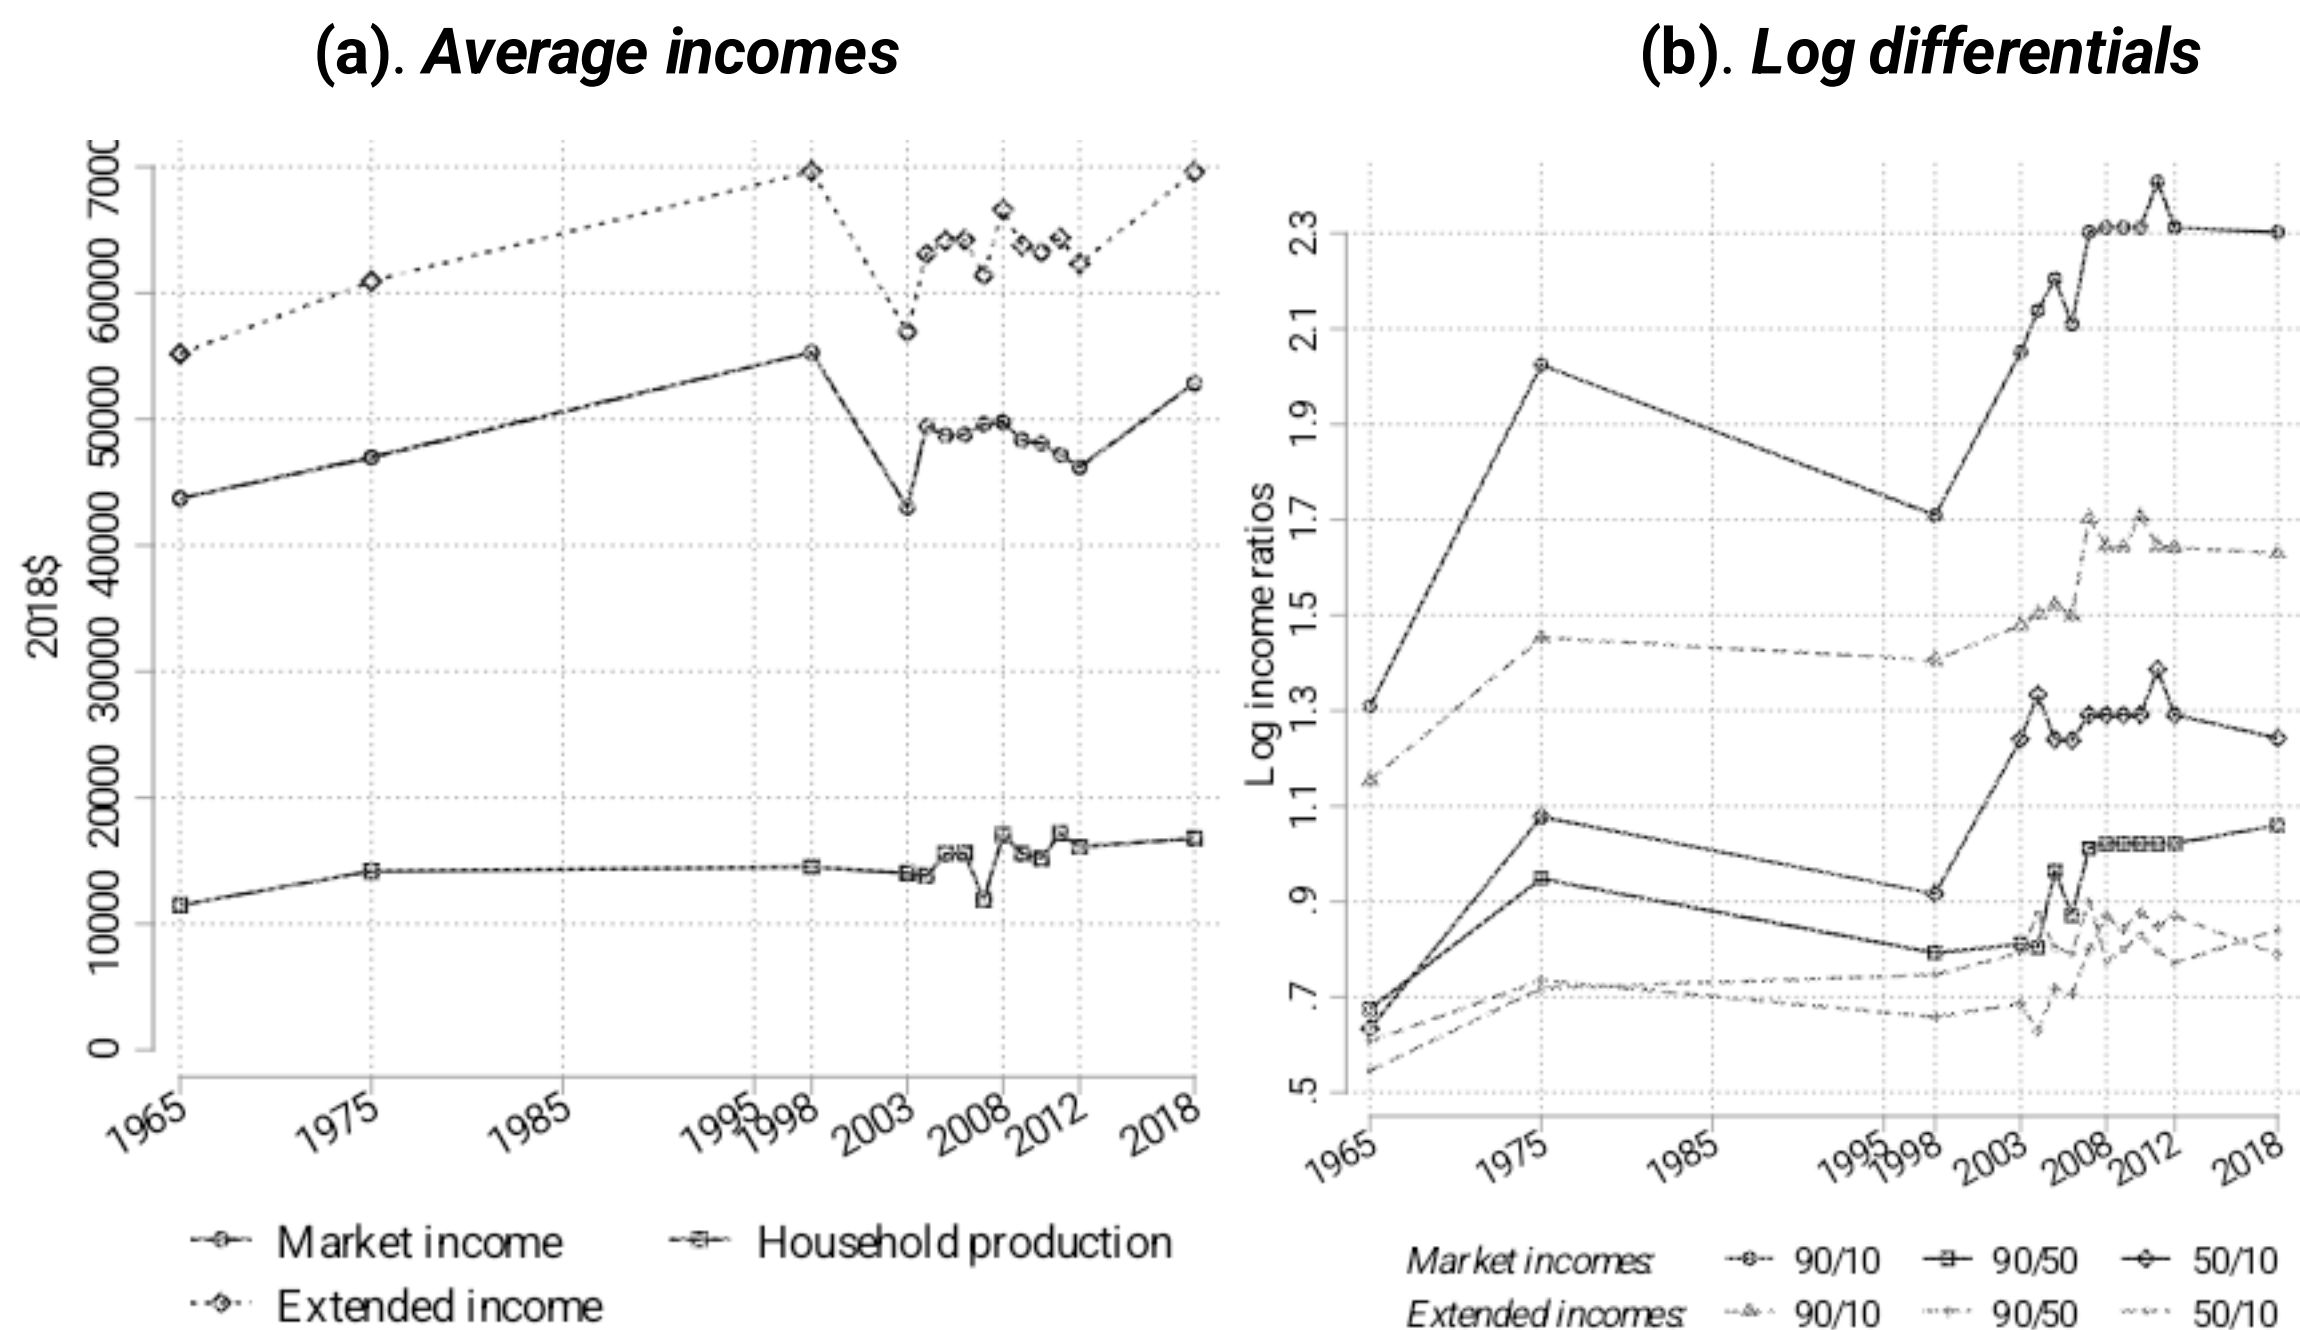 (a). Average incomes
(b). Log differentials
2018$
0 10000 20000 30000 40000 50000 60000 7000
1965 1975 1985 1995 1998 2003 2008 2012 2018
Market income
Household production
Extended income
Log income ratios
.5 .7 .9 1.1 1.3 1.5 1.7 1.9 2.1 2.3
1965 1975 1985 1995 1998 2003 2008 2012 2018
Market incomes: 90/10 90/50 50/10
Extended incomes: 90/10 90/50 50/10